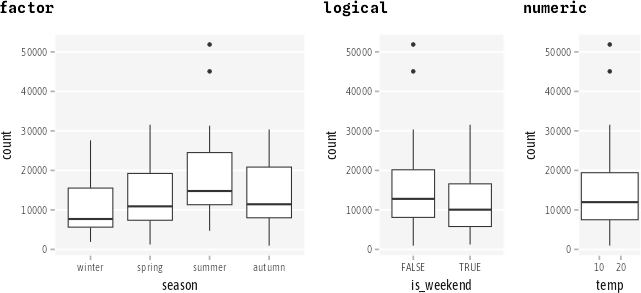 factor
logical
numeric
50000
40000
30000
20000
10000
0
count
winter
spring
summer
autumn
season
50000
40000
30000
20000
10000
0
count
FALSE
TRUE
is_weekend
50000
40000
30000
20000
10000
0
count
10
20
temp